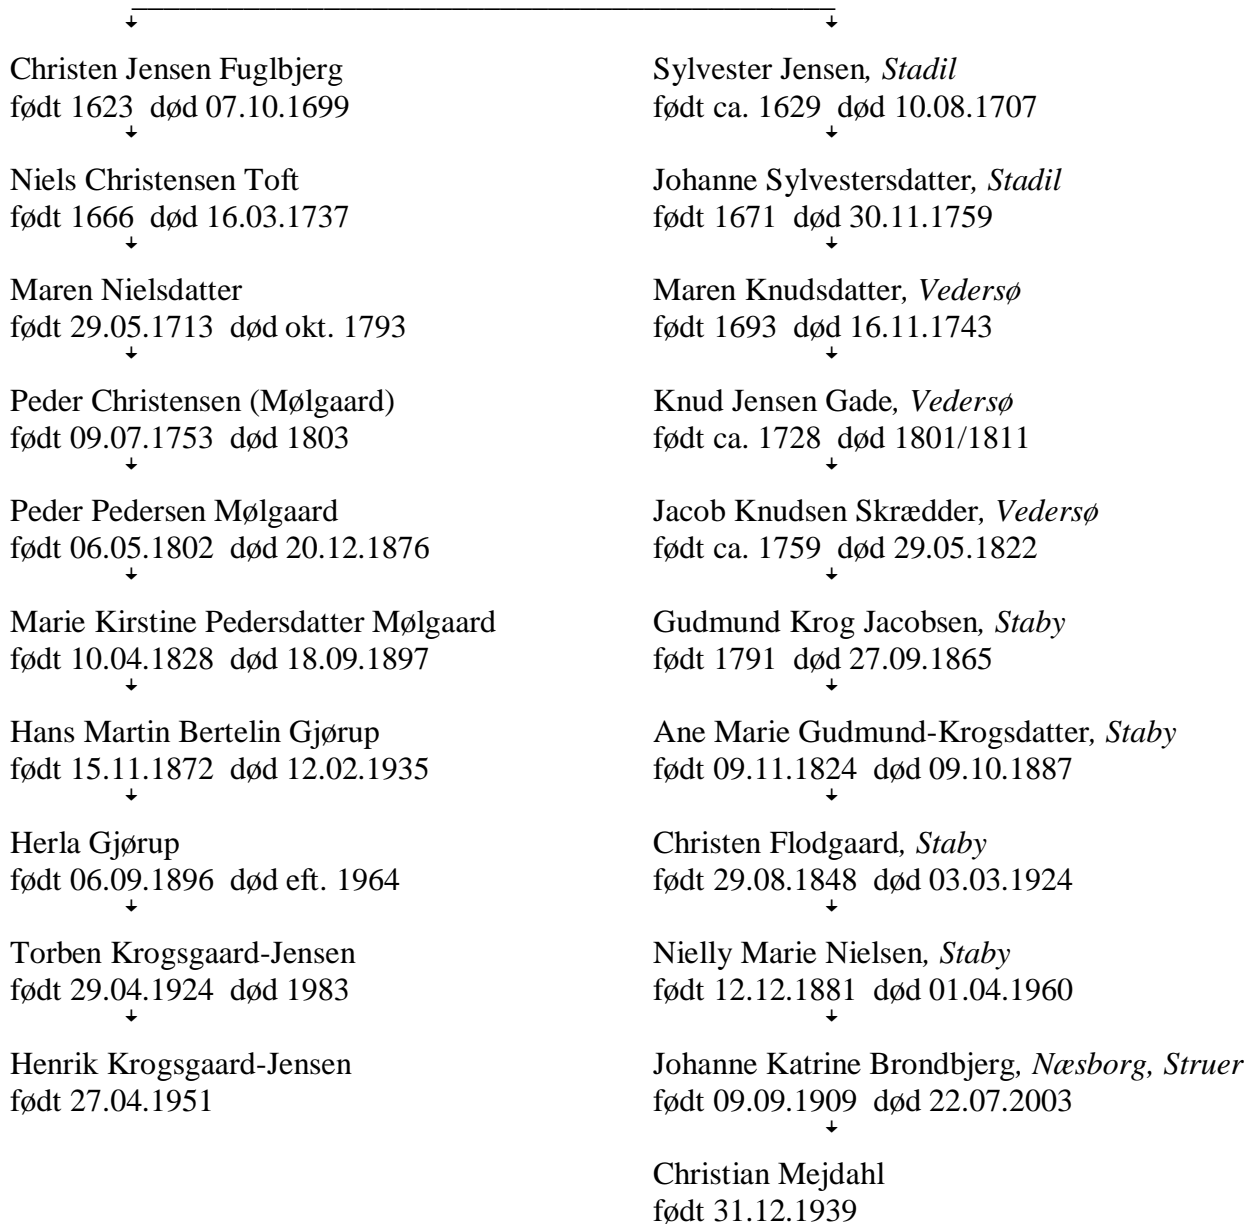 Christen Jensen Fuglbjerg
født 1623 død 07.10.1699
Niels Christensen Toft
født 1666 død 16.03.1737
Maren Nielsdatter
født 29.05.1713 død okt. 1793
Peder Christensen (Mølgaard)
født 09.07.1753 død 1803
Peder Pedersen Mølgaard
født 06.05.1802 død 20.12.1876
Marie Kirstine Pedersdatter Mølgaard
født 10.04.1828 død 18.09.1897
Hans Martin Bertelin Gjørup
født 15.11.1872 død 12.02.1935
Herla Gjørup
født 06.09.1896 død eft. 1964
Torben Krogsgaard-Jensen
født 29.04.1924 død 1983
Henrik Krogsgaard-Jensen
født 27.04.1951
Sylvester Jensen, Stadil
født ca. 1629 død 10.08.1707
Johanne Sylvestersdatter, Stadil
født 1671 død 30.11.1759
Maren Knudsdatter, Vedersø
født 1693 død 16.11.1743
Knud Jensen Gade, Vedersø
født ca. 1728 død 1801/1811
Jacob Knudsen Skrædder, Vedersø
født ca. 1759 død 29.05.1822
Gudmund Krog Jacobsen, Staby
født 1791 død 27.09.1865
Ane Marie Gudmund-Krogsdatter, Staby
født 09.11.1824 død 09.10.1887
Christen Flodgaard, Staby
født 29.08.1848 død 03.03.1924
Nielly Marie Nielsen, Staby
født 12.12.1881 død 01.04.1960
Johanne Katrine Brondbjerg, Næsborg, Struer
født 09.09.1909 død 22.07.2003
Christian Mejdahl
født 31.12.1939